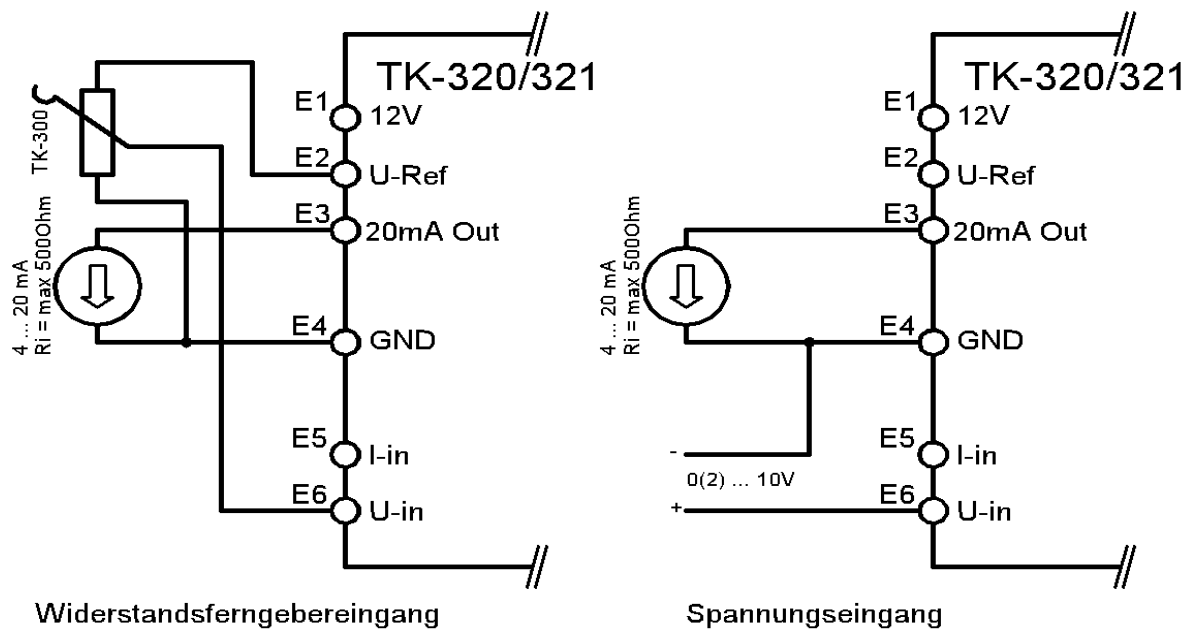 TK-320/321
E1
12V
TK-300
E2
U-Ref
E3
20mA Out
4 ... 20 mA
Ri = max 500Ohm
E4
GND
E5
I-in
E6
U-in
Widerstandsferngebereingang
TK-320/321
E1
12V
E2
U-Ref
E3
20mA Out
4 ... 20 mA
Ri = max 500Ohm
E4
GND
E5
I-in
-
0(2) ... 10V
E6
+
U-in
Spannungseingang